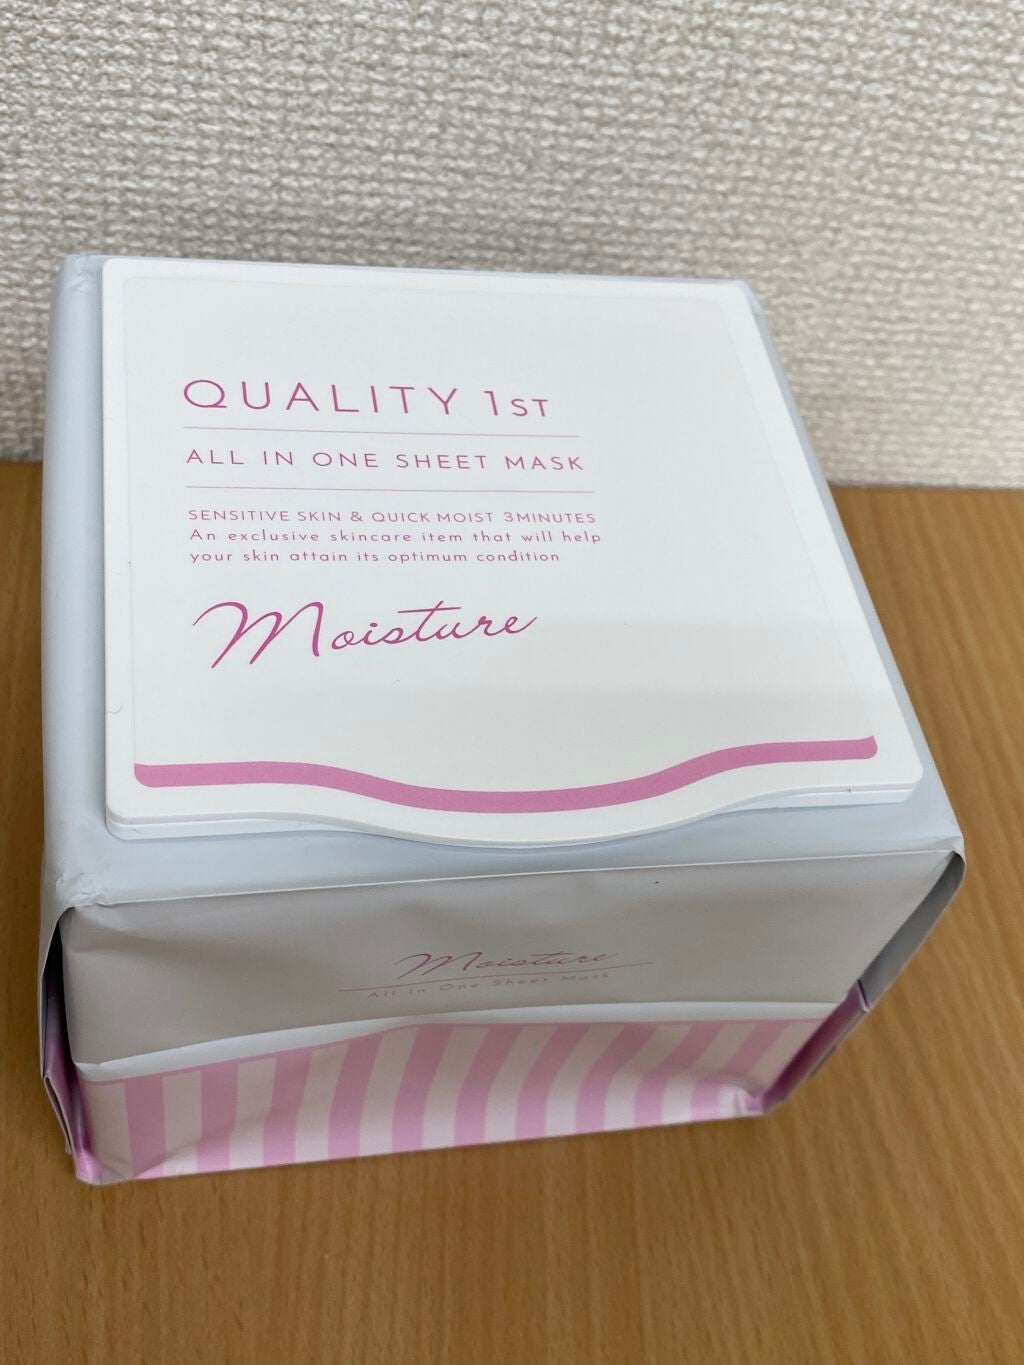 QUALITY 1ST
ALL IN ONE SHEET MASK
SENSITIVE SKIN & QUICK MOIST 3MINUTES
An exclusive skincare item that will help
your skin attain its optimum condition
Moisture
Moisture
All In One Sheet Mask